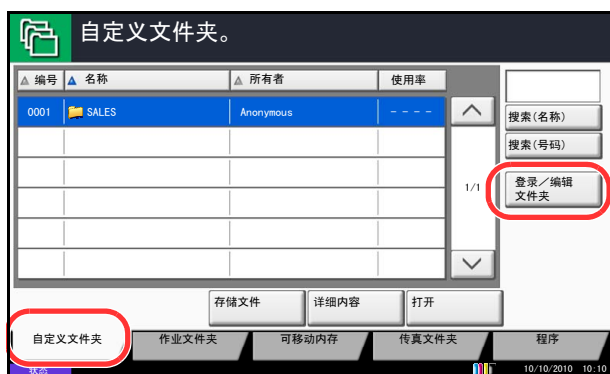 自定义文件夹。
编号 名称 所有者 使用率
0001 SALES Anonymous - - - -
搜索(名称)
搜索(号码)
1/1
登录／编辑
文件夹
存储文件 详细内容 打开
自定义文件夹 作业文件夹 可移动内存 传真文件夹 程序
状态 10/10/2010 10:10